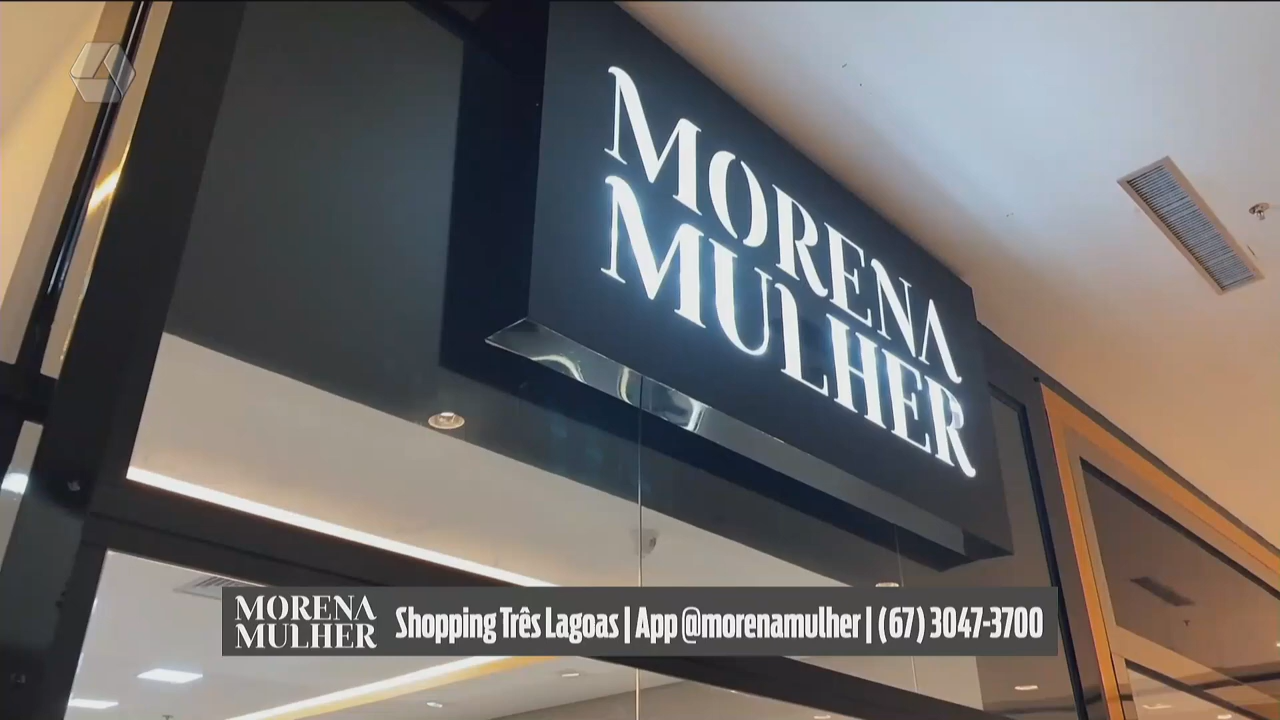 MORENA
MULHER
MORENA
MULHER
Shopping Três Lagoas | App @morenamulher | (67) 3047-3700